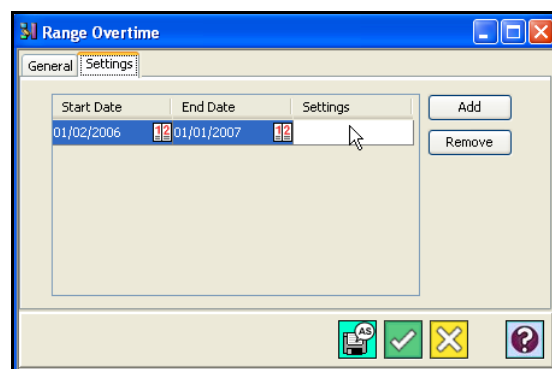 Range Overtime
General Settings
Start Date End Date Settings Add
01/02/2006 12 01/01/2007 12
Remove
AS
?